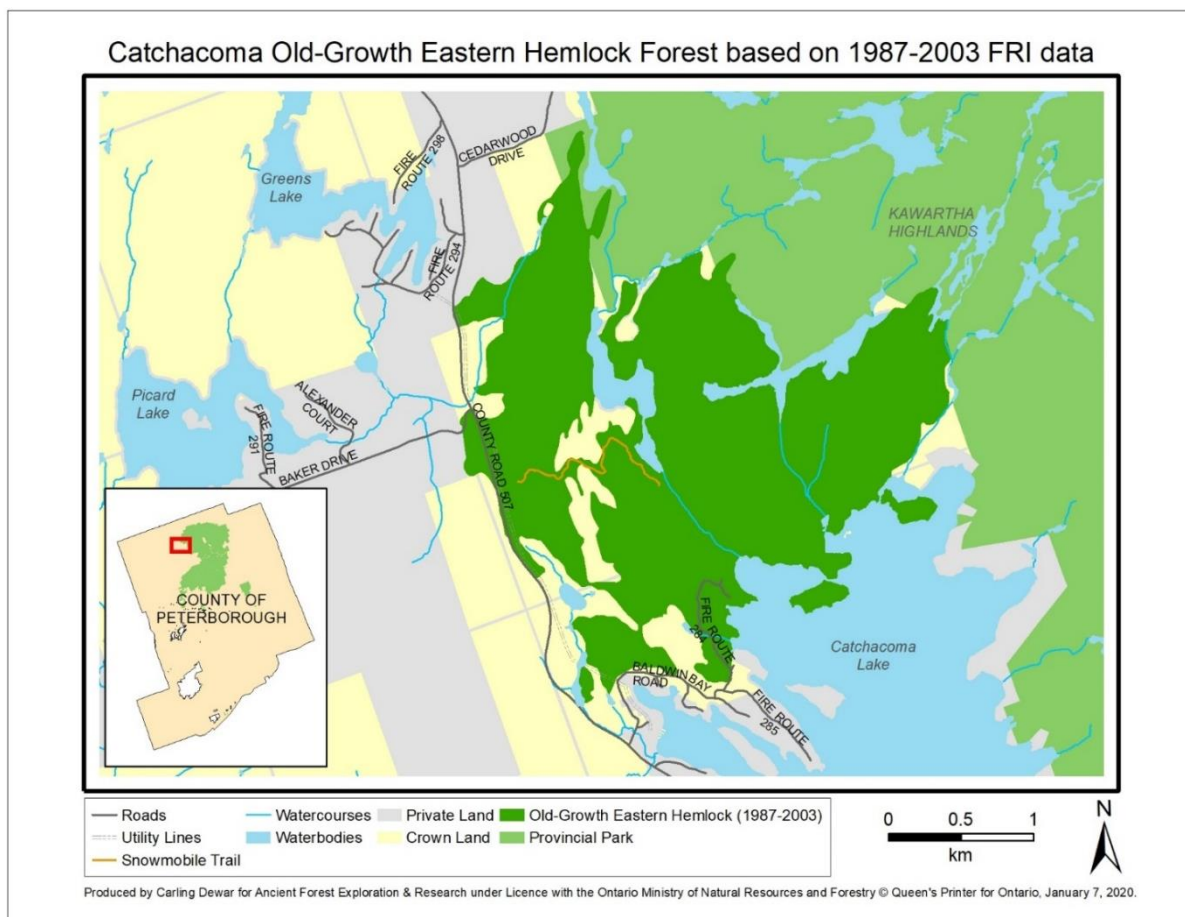 Catchacoma Old-Growth Eastern Hemlock Forest based on 1987-2003 FRI data
CEDARWOOD
DRIVE
FIRE
ROUTE 298
Greens
Lake
KAWARTHA
HIGHLANDS
FIRE
ROUTE 294
Picard
Lake
ALEXANDER
COURT
FIRE ROUTE
291
BAKER DRIVE
COUNTY ROAD 507
COUNTY OF
PETERBOROUGH
FIRE ROUTE
284
Catchacoma
Lake
BALDWIN BAY
ROAD
FIRE ROUTE
285
Roads
Watercourses
Private Land
Old-Growth Eastern Hemlock (1987-2003)
Utility Lines
Waterbodies
Crown Land
Provincial Park
Snowmobile Trail
0 0.5 1
km
N
Produced by Carling Dewar for Ancient Forest Exploration & Research under Licence with the Ontario Ministry of Natural Resources and Forestry © Queen's Printer for Ontario, January 7, 2020.